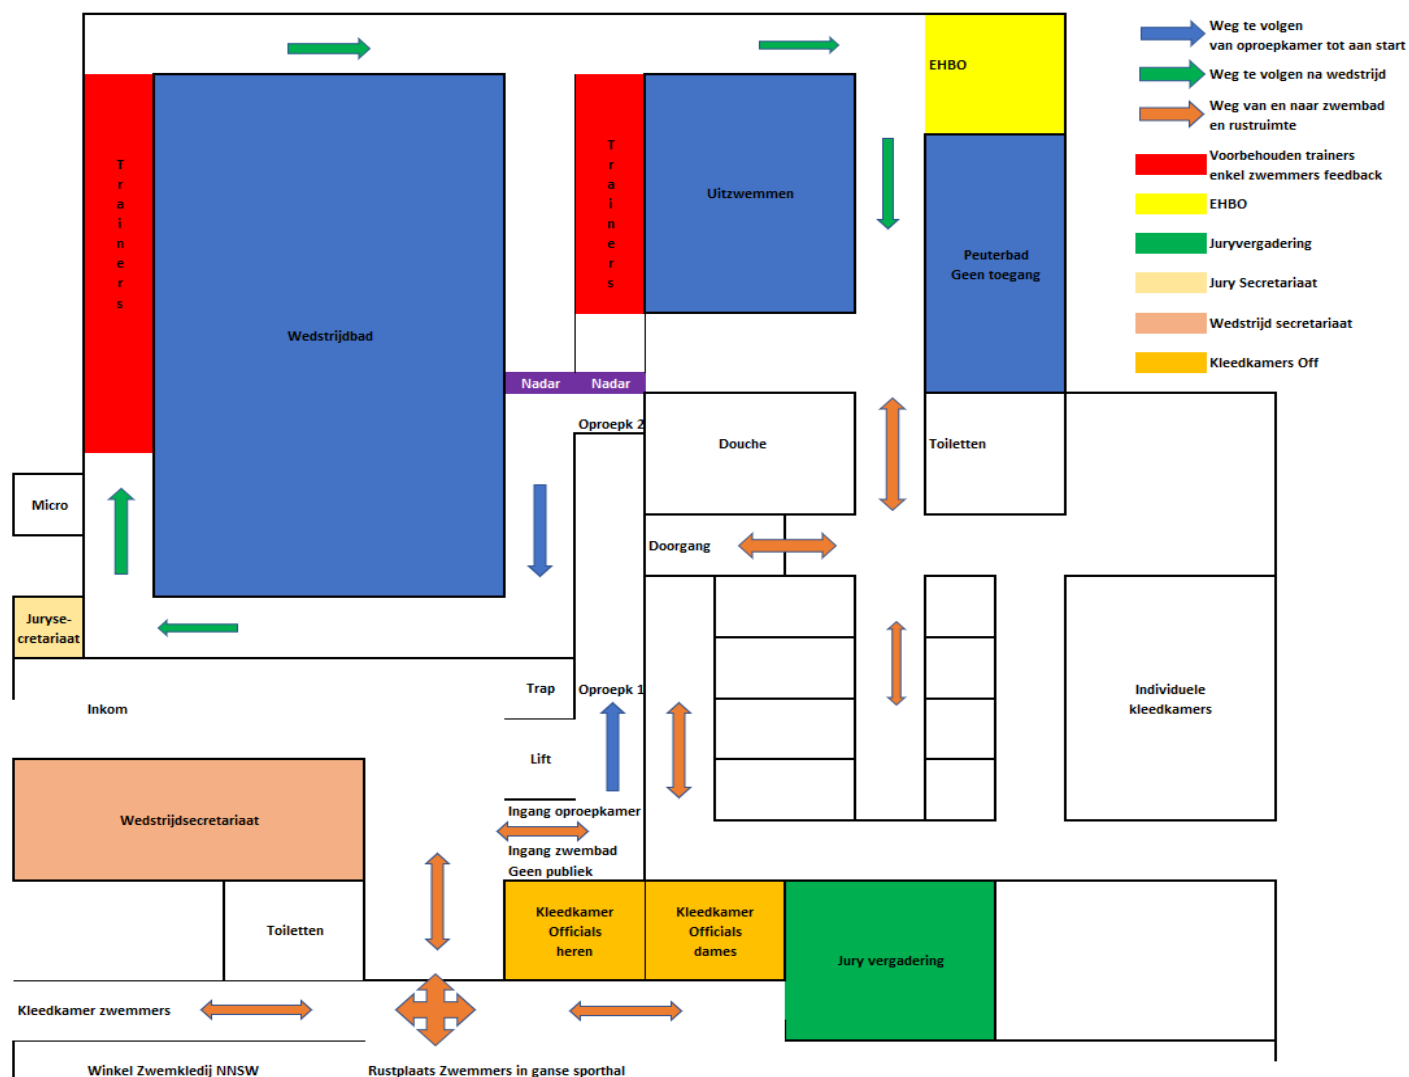 Weg te volgen
van oproepkamer tot aan start
Weg te volgen na wedstrijd
Weg van en naar zwembad
en rustruimte
Voorbehouden trainers
enkel zwemmers feedback
EHBO
Juryvergadering
Jury Secretariaat
Wedstrijd secretariaat
Kleedkamers Off
EHBO
Trainers
Trainers
Uitzwemmen
Peuterbad
Geen toegang
Wedstrijdbad
Nadar
Nadar
Oproepk 2
Douche
Toiletten
Micro
Doorgang
Juryse-
cretariaat
Inkom
Trap
Oproepk 1
Individuele
kleedkamers
Lift
Wedstrijdsecretariaat
Ingang oproepkamer
Ingang zwembad
Geen publiek
Toiletten
Kleedkamer
Officials
heren
Kleedkamer
Officials
dames
Jury vergadering
Kleedkamer zwemmers
Winkel Zwemkledij NNSW
Rustplaats Zwemmers in ganse sporthal